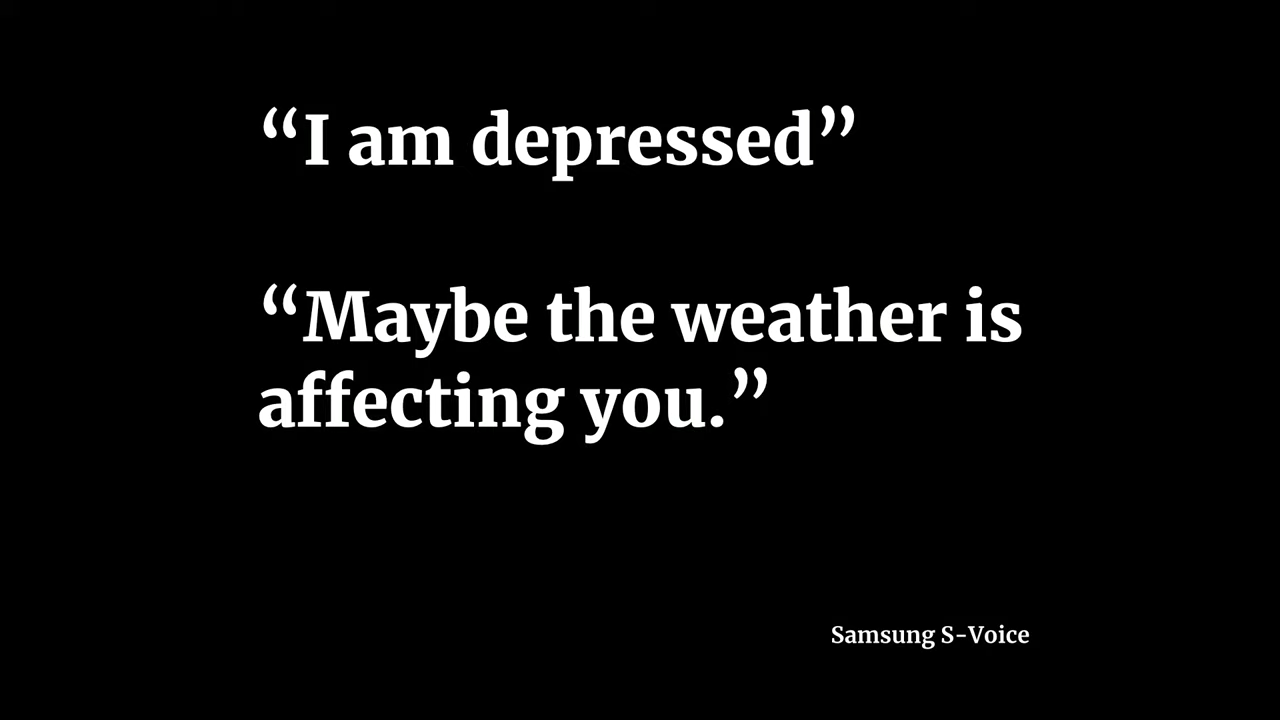 “I am depressed”
“Maybe the weather is
affecting you.”
Samsung S-Voice